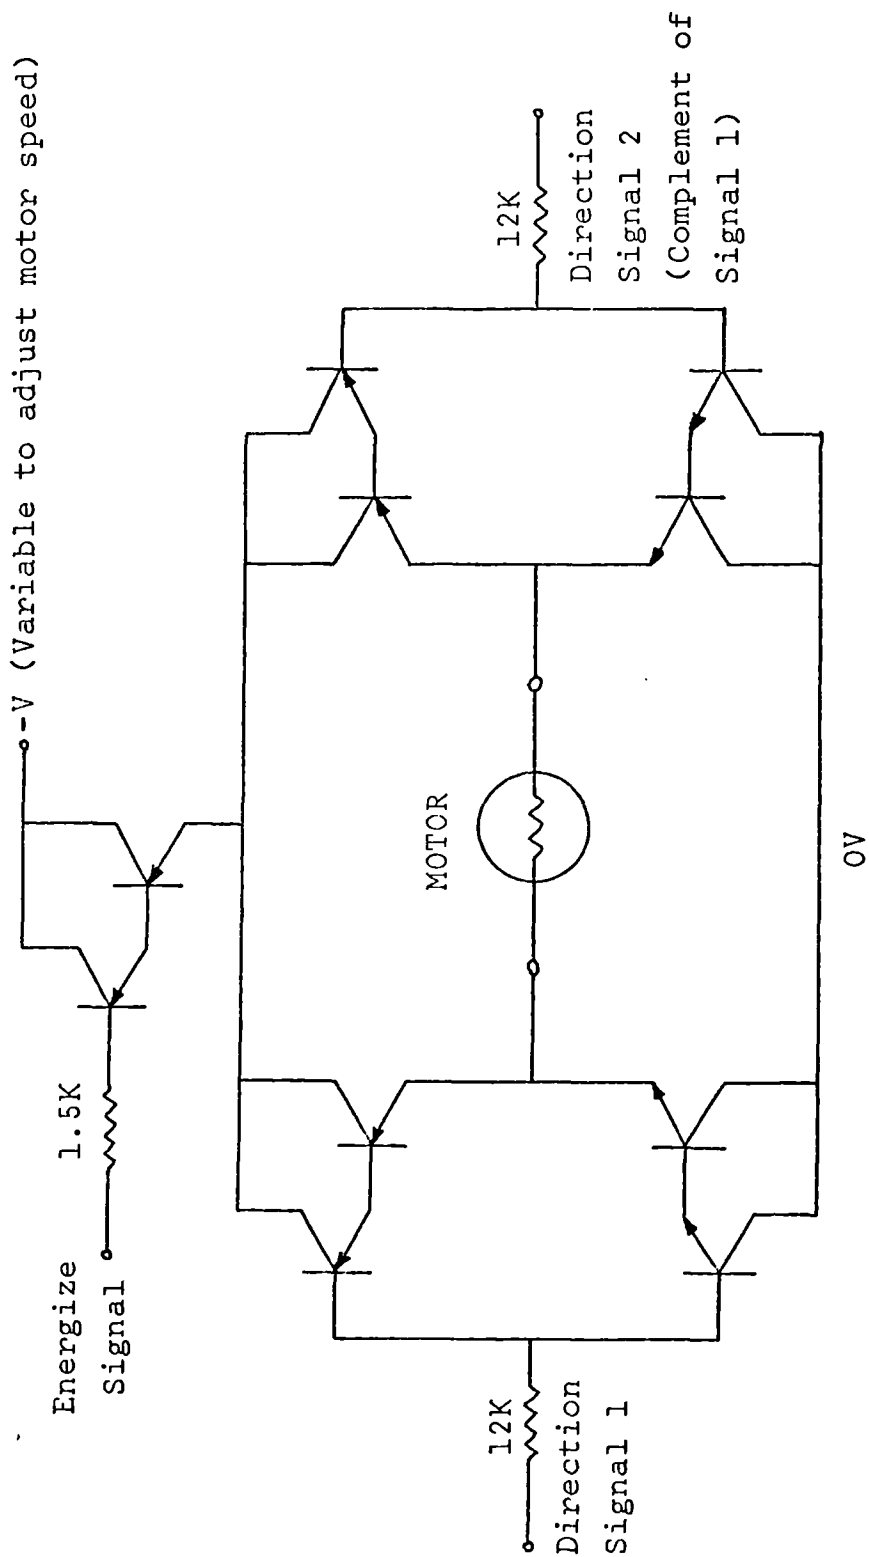 -V (Variable to adjust motor speed)
Energize
Signal
1.5K
MOTOR
12K
Direction
Signal 1
12K
Direction
Signal 2
(Complement of
Signal 1)
0V